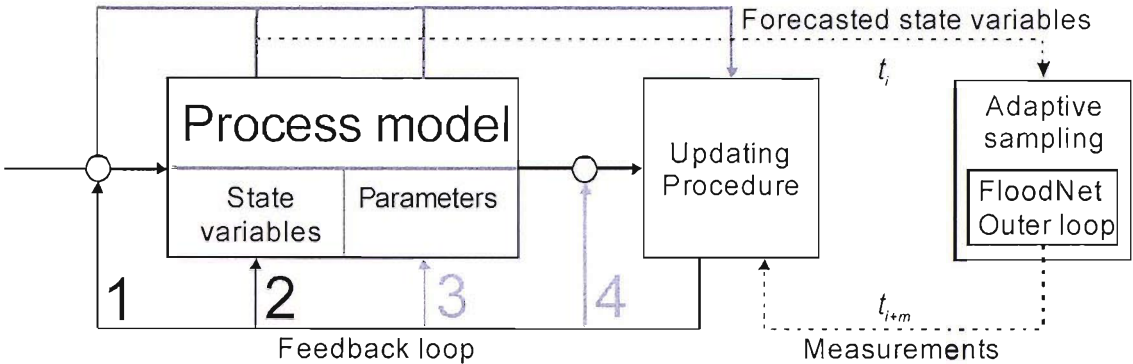 Forecasted state variables
t_i
Process model
State
variables
Parameters
Updating
Procedure
Adaptive
sampling
FloodNet
Outer loop
1
2
3
4
t_{i+m}
Feedback loop
Measurements